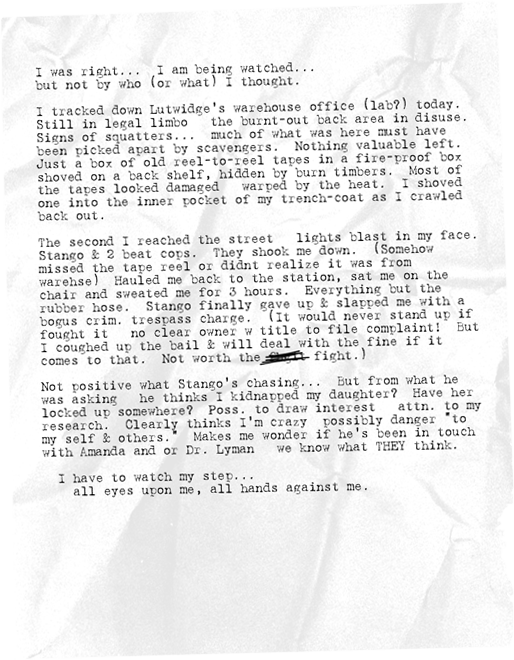 I was right... I am being watched...
but not by who (or what) I thought.
I tracked down Lutwidge's warehouse office (lab?) today.
Still in legal limbo the burnt-out back area in disuse.
Signs of squatters... much of what was here must have
been picked apart by scavengers. Nothing valuable left.
Just a box of old reel-to-reel tapes in a fire-proof box
shoved on a back shelf, hidden by burn timbers. Most of
the tapes looked damaged warped by the heat. I shoved
one into the inner pocket of my trench-coat as I crawled
back out.
The second I reached the street lights blast in my face.
Stango & 2 beat cops. They shook me down. (Somehow
missed the tape reel or didnt realize it was from
warehse) Hauled me back to the station, sat me on the
chair and sweated me for 3 hours. Everything but the
rubber hose. Stango finally gave up & slapped me with a
bogus crim. trespass charge. (It would never stand up if
fought it no clear owner w title to file complaint! But
I coughed up the bail & will deal with the fine if it
comes to that. Not worth the fight.)
Not positive what Stango's chasing... But from what he
was asking he thinks I kidnapped my daughter? Have her
locked up somewhere? Poss. to draw interest attn. to my
research. Clearly thinks I'm crazy possibly danger "to
my self & others." Makes me wonder if he's been in touch
with Amanda and or Dr. Lyman we know what THEY think.
I have to watch my step...
all eyes upon me, all hands against me.